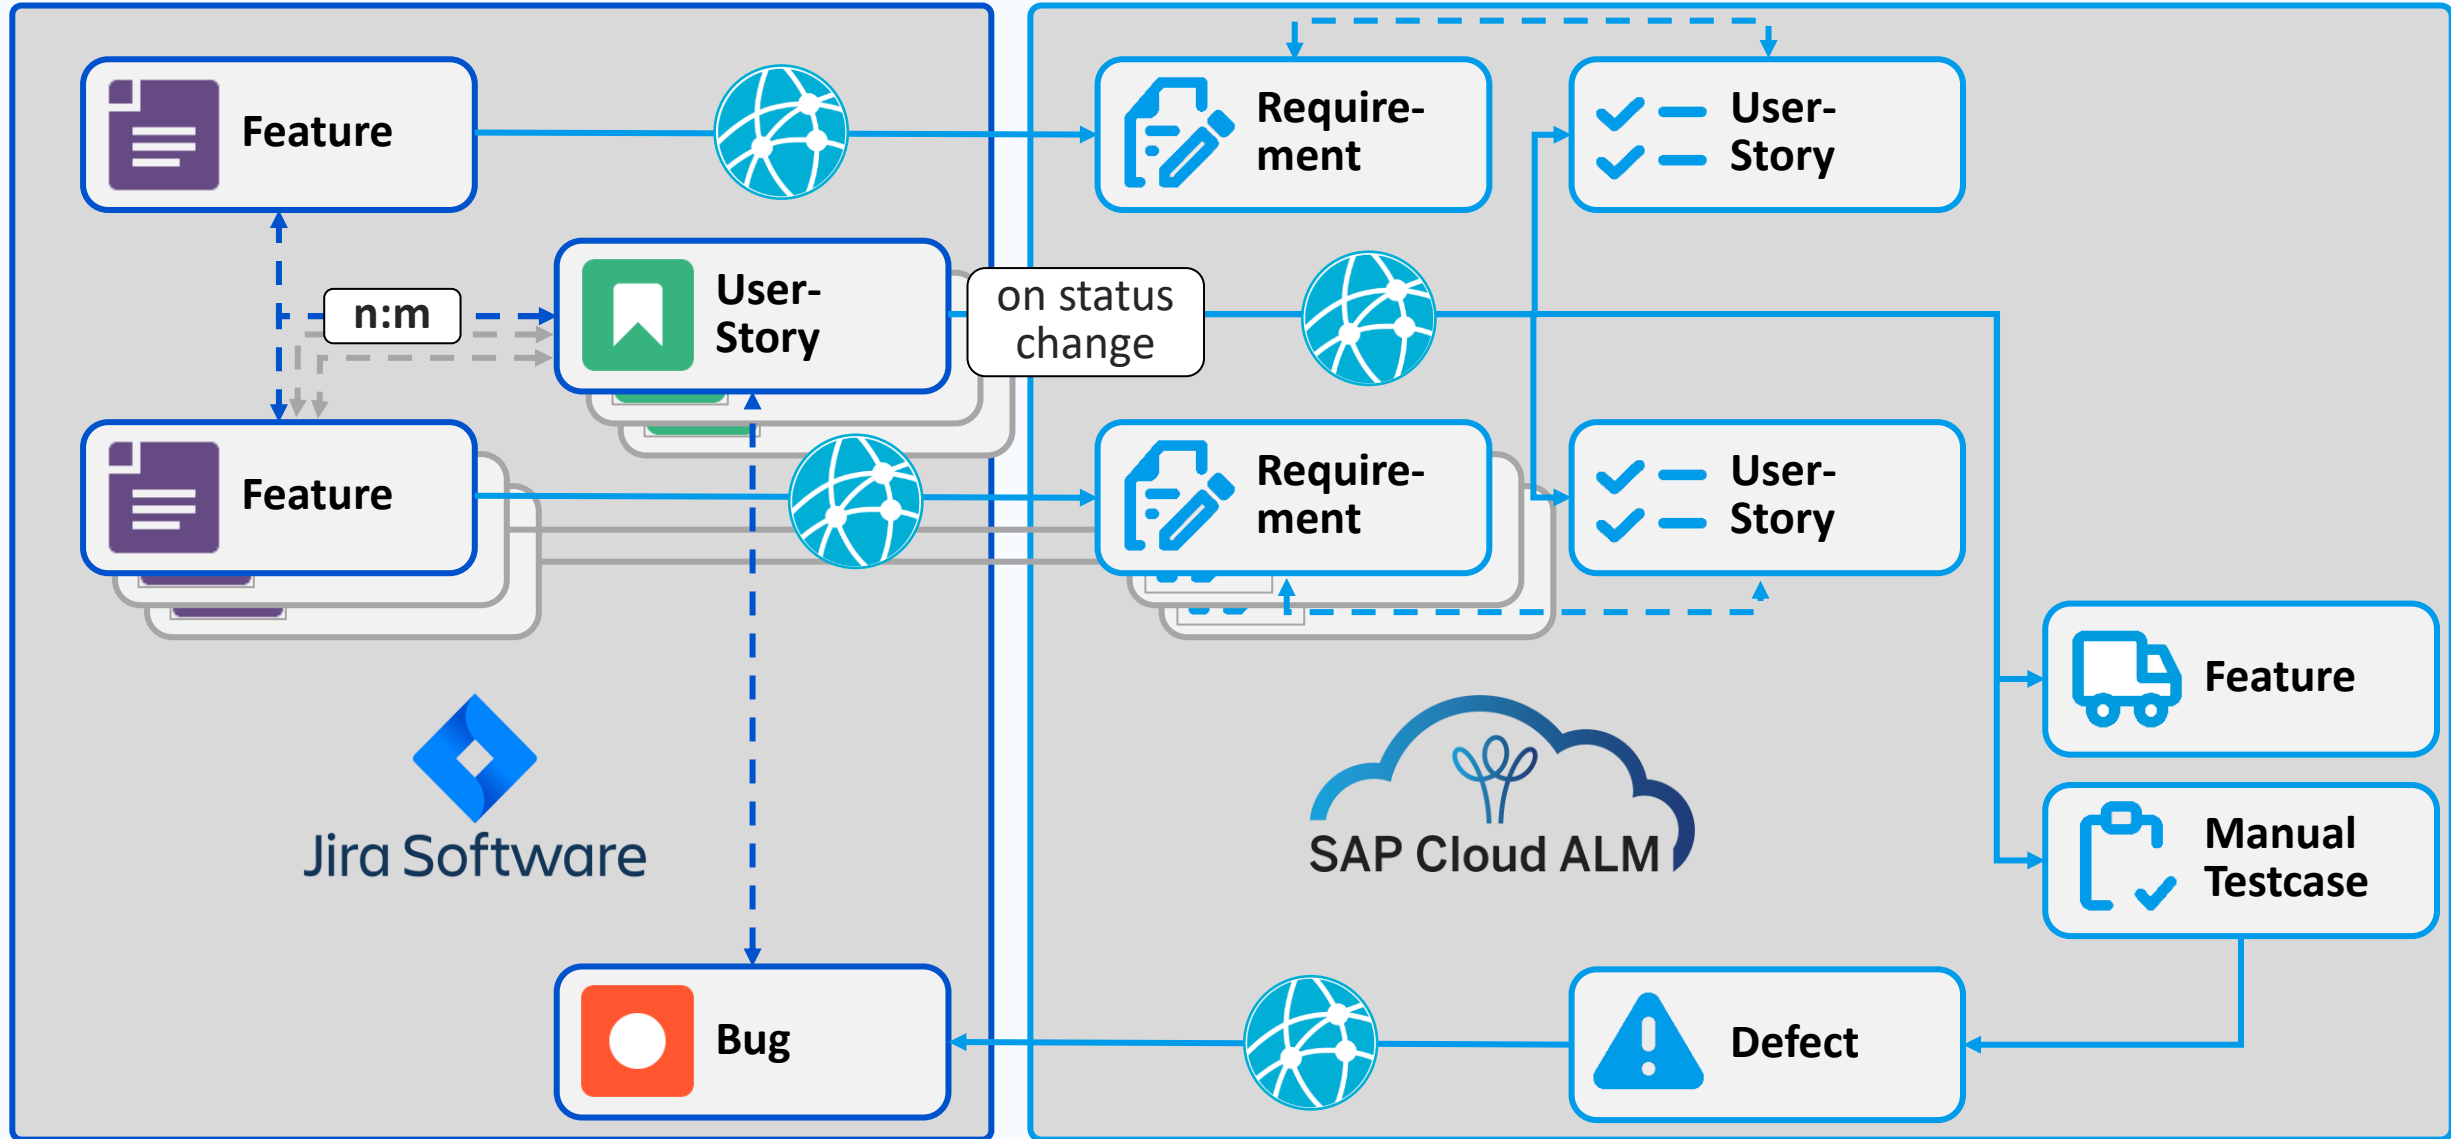 Feature
Require-
ment
User-
Story
n:m
User-
Story
on status
change
Feature
Require-
ment
User-
Story
Feature
Jira Software
SAP Cloud ALM
Manual
Testcase
Bug
Defect